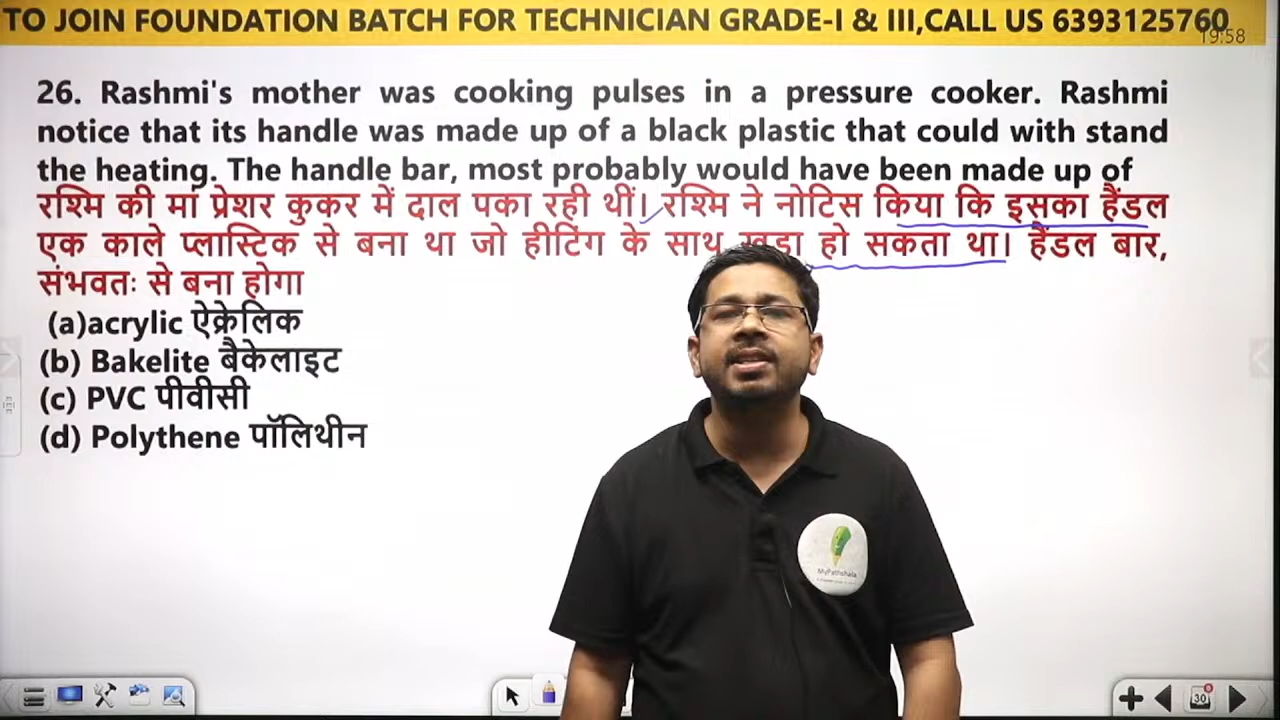 TO JOIN FOUNDATION BATCH FOR TECHNICIAN GRADE-I & III,CALL US 6393125760
19:58
26. Rashmi's mother was cooking pulses in a pressure cooker. Rashmi
notice that its handle was made up of a black plastic that could with stand
the heating. The handle bar, most probably would have been made up of
रश्मि की मां प्रेशर कुकर में दाल पका रही थीं। रश्मि ने नोटिस किया कि इसका हैंडल
एक काले प्लास्टिक से बना था जो हीटिंग के साथ खड़ा हो सकता था। हैंडल बार,
संभवतः से बना होगा
(a)acrylic ऐक्रेलिक
(b) Bakelite बैकेलाइट
(c) PVC पीवीसी
(d) Polythene पॉलिथीन
MyPathshala
30